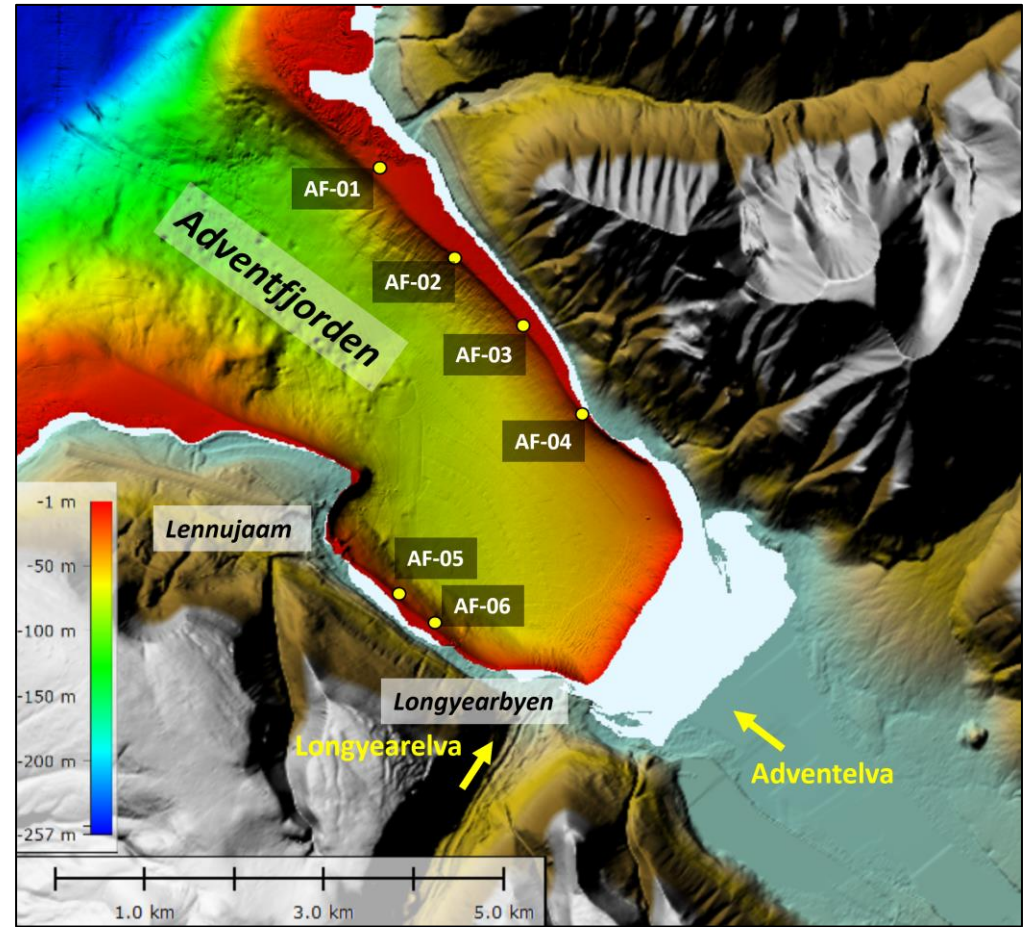 AF-01
Adventfjorden
AF-02
AF-03
AF-04
-1 m
-50 m
-100 m
-150 m
-200 m
-257 m
Lennujaam
AF-05
AF-06
Longyearbyen
Longyearelva
Adventelva
1.0 km 3.0 km 5.0 km